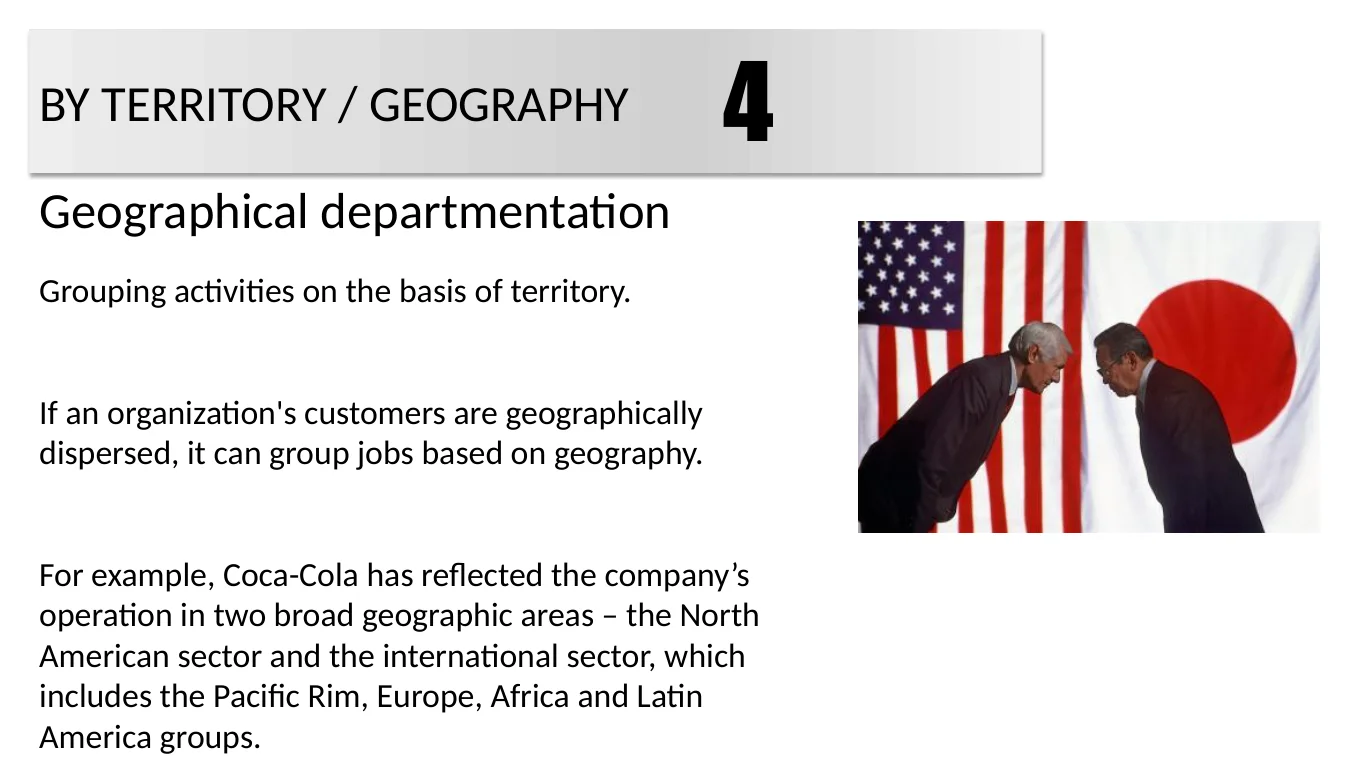 BY TERRITORY / GEOGRAPHY 4
Geographical departmentation
Grouping activities on the basis of territory.
If an organization's customers are geographically
dispersed, it can group jobs based on geography.
For example, Coca-Cola has reflected the company’s
operation in two broad geographic areas – the North
American sector and the international sector, which
includes the Pacific Rim, Europe, Africa and Latin
America groups.